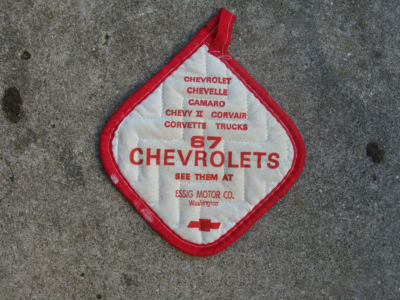 CHEVROLET
CHEVELLE
CAMARO
CHEVY II CORVAIR
CORVETTE TRUCKS
67
CHEVROLETS
SEE THEM AT
ESSIG MOTOR CO.
Washington